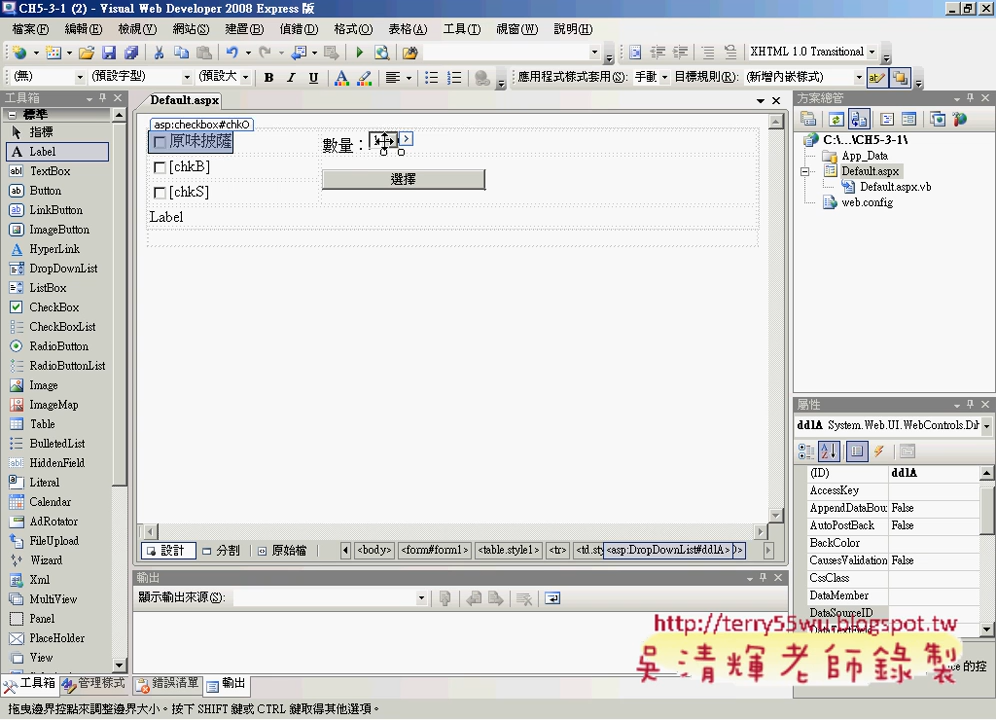 CH5-3-1 (2) - Visual Web Developer 2008 Express 版
檔案(F) 編輯(E) 檢視(V) 網站(S) 建置(B) 偵錯(D) 格式(O) 表格(A) 工具(T) 視窗(W) 說明(H)
XHTML 1.0 Transitional
(無) (預設字型) (預設大 B I U A 應用程式樣式套用(S): 手動 目標規則(R): (新增內嵌樣式)
工具箱
標準
指標
A Label
abl TextBox
ab Button
ab LinkButton
ImageButton
A HyperLink
DropDownList
ListBox
CheckBox
CheckBoxList
RadioButton
RadioButtonList
Image
ImageMap
Table
BulletedList
abl HiddenField
Literal
Calendar
AdRotator
FileUpload
Wizard
Xml
MultiView
Panel
PlaceHolder
View
工具箱 管理樣式
Default.aspx
asp:checkbox#chkO
原味披薩
數量：
[chkB]
選擇
[chkS]
Label
設計 分割 原始檔 <body> <form#form1> <table.style1> <tr> <td.sty <asp:DropDownList#ddlA>
輸出
顯示輸出來源(S):
錯誤清單 輸出
方案總管
C:\...\CH5-3-1\
App_Data
Default.aspx
Default.aspx.vb
web.config
屬性
ddlA System.Web.UI.WebControls.Dr
(ID) ddlA
AccessKey
AppendDataBou False
AutoPostBack False
BackColor
CausesValidation False
CssClass
DataMember
DataSourceID
http://terry55wu.blogspot.tw
吳清輝老師錄製
的控
拖曳邊界控點來調整邊界大小。按下 SHIFT 鍵或 CTRL 鍵取得其他選項。